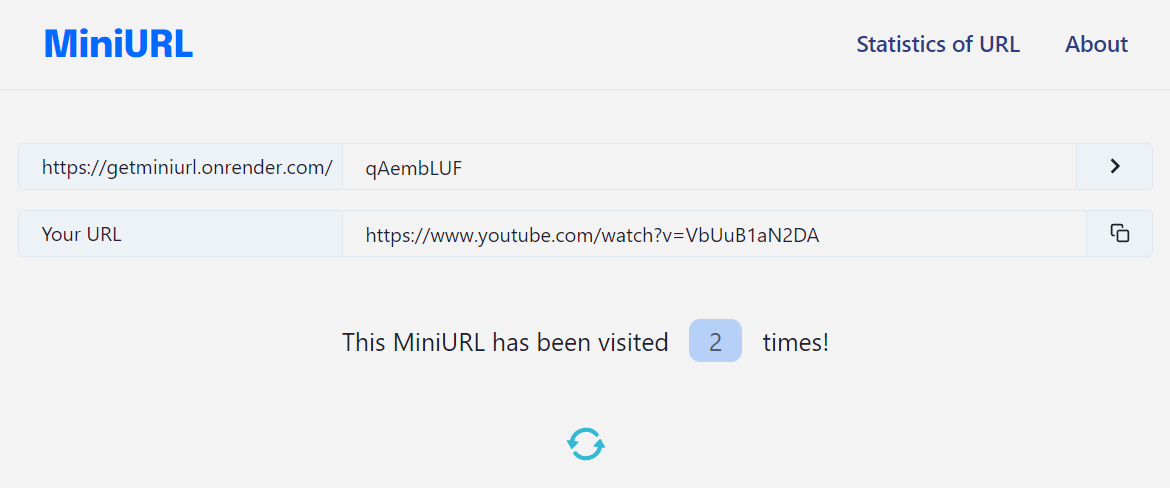 MiniURL Statistics of URL About
https://getminiurl.onrender.com/ qAembLUF
Your URL https://www.youtube.com/watch?v=VbUuB1aN2DA
This MiniURL has been visited 2 times!